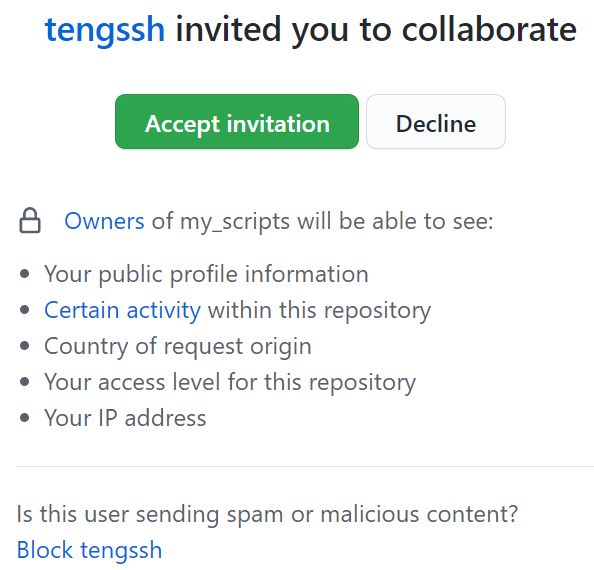 tengssh invited you to collaborate
Accept invitation
Decline
Owners of my_scripts will be able to see:
Your public profile information
Certain activity within this repository
Country of request origin
Your access level for this repository
Your IP address
Is this user sending spam or malicious content?
Block tengssh